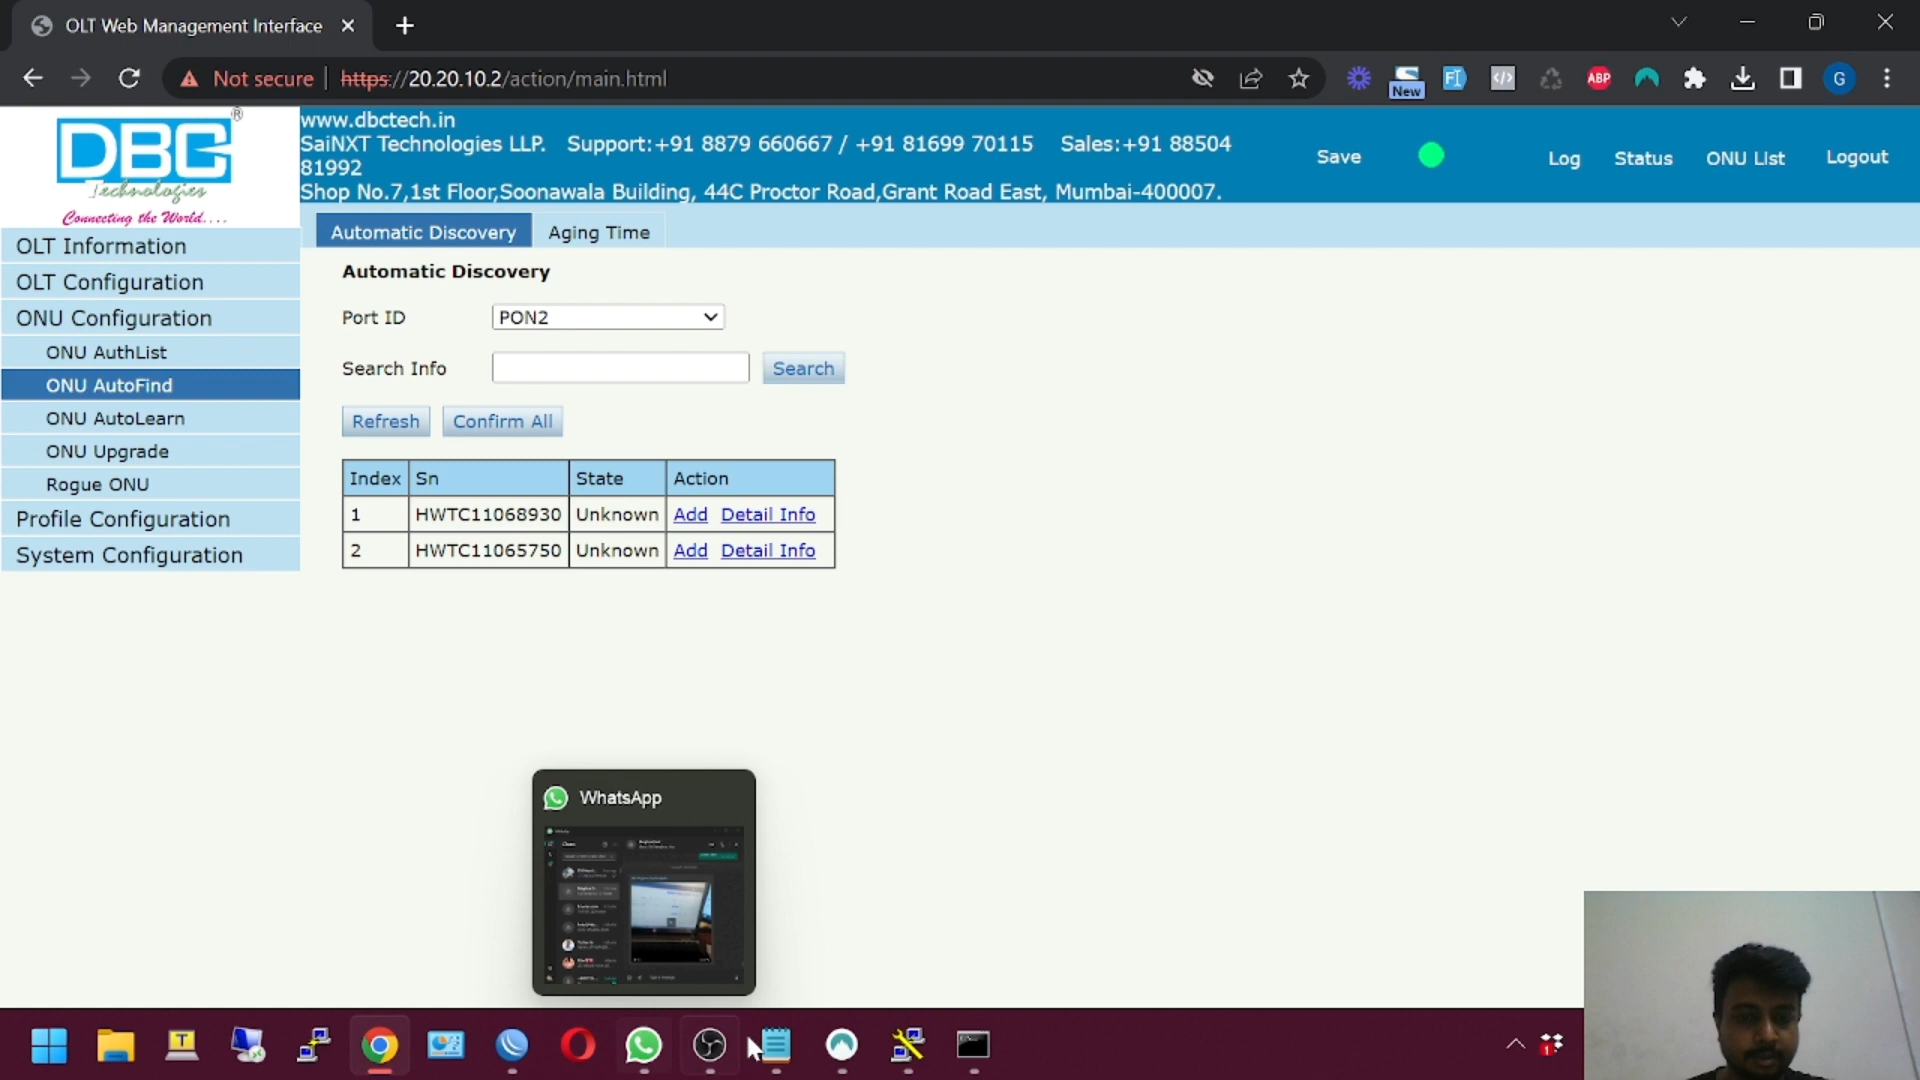 OLT Web Management Interface
Not secure
https://20.20.10.2/action/main.html
New
ABP
G
DBC
®
Technologies
Connecting the World....
www.dbctech.in
SaiNXT Technologies LLP. Support:+91 8879 660667 / +91 81699 70115 Sales:+91 88504
81992
Shop No.7,1st Floor,Soonawala Building, 44C Proctor Road,Grant Road East, Mumbai-400007.
Save
Log
Status
ONU List
Logout
OLT Information
OLT Configuration
ONU Configuration
ONU AuthList
ONU AutoFind
ONU AutoLearn
ONU Upgrade
Rogue ONU
Profile Configuration
System Configuration
Automatic Discovery
Aging Time
Automatic Discovery
Port ID
PON2
Search Info
Search
Refresh
Confirm All
Index Sn State Action
1 HWTC11068930 Unknown Add Detail Info
2 HWTC11065750 Unknown Add Detail Info
WhatsApp
T
1